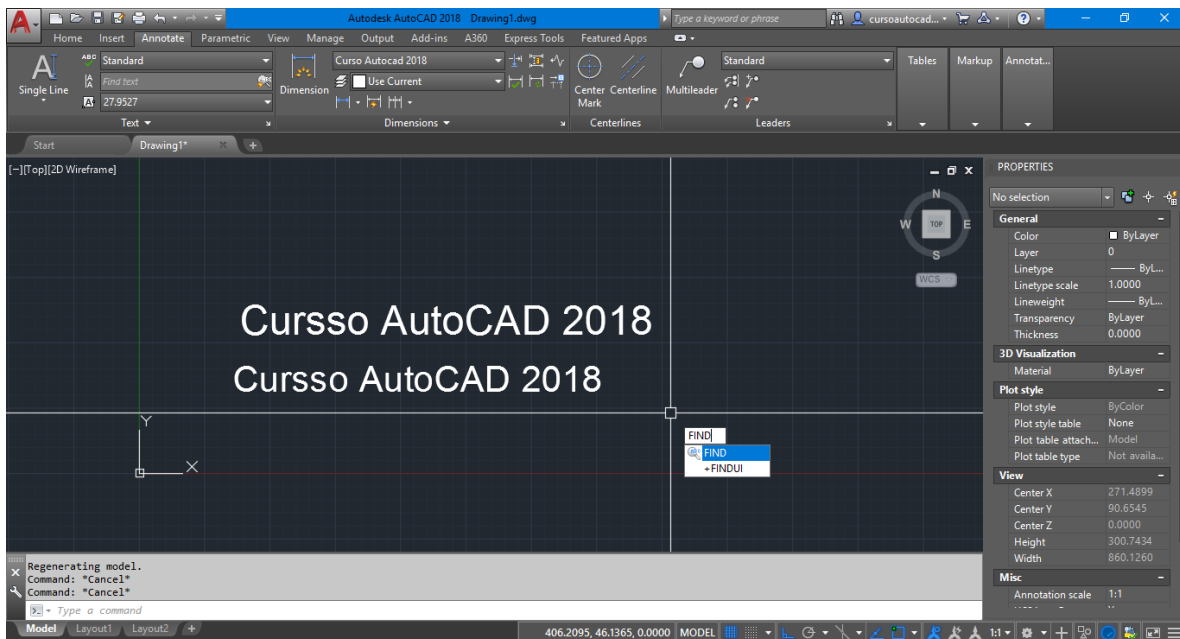 Autodesk AutoCAD 2018 Drawing1.dwg
Type a keyword or phrase
cursoautocad...
Home Insert Annotate Parametric View Manage Output Add-ins A360 Express Tools Featured Apps
Single Line
Standard
Find text
27.9527
Text
Dimension
Curso Autocad 2018
Use Current
Dimensions
Center Mark
Centerline
Centerlines
Multileader
Standard
Leaders
Tables
Markup
Annotat...
Start Drawing1*
[−][Top][2D Wireframe]
N
W TOP E
S
WCS
Cursso AutoCAD 2018
Cursso AutoCAD 2018
Y
X
FIND
FIND
+FINDUI
PROPERTIES
No selection
General
Color ByLayer
Layer 0
Linetype ByL...
Linetype scale 1.0000
Lineweight ByL...
Transparency ByLayer
Thickness 0.0000
3D Visualization
Material ByLayer
Plot style
Plot style ByColor
Plot style table None
Plot table attach... Model
Plot table type Not availa...
View
Center X 271.4899
Center Y 90.6545
Center Z 0.0000
Height 300.7434
Width 860.1260
Misc
Annotation scale 1:1
Regenerating model.
Command: *Cancel*
Command: *Cancel*
Type a command
Model Layout1 Layout2 +
406.2095, 46.1365, 0.0000 MODEL 1:1